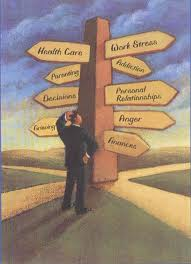 Health Care
Work Stress
Parenting
Addiction
Decisions
Personal
Relationships
Grieving
Anger
Finances